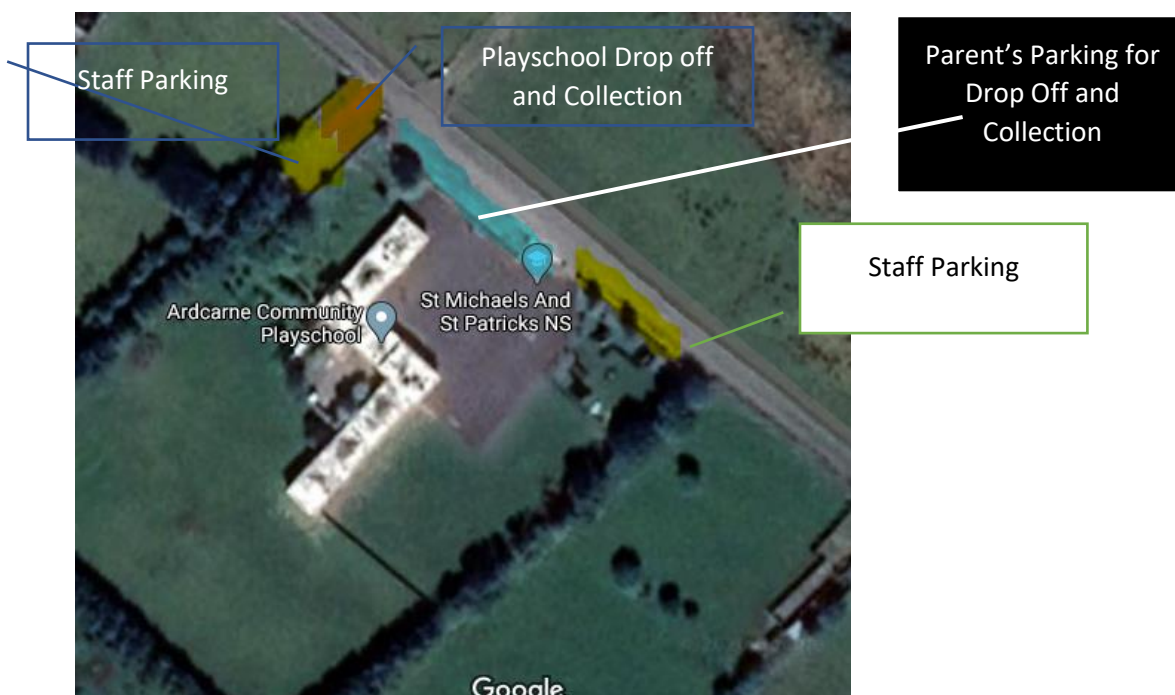 Staff Parking
Playschool Drop off
and Collection
Parent's Parking for
Drop Off and
Collection
Staff Parking
Ardcarne Community
Playschool
St Michaels And
St Patricks NS
Google